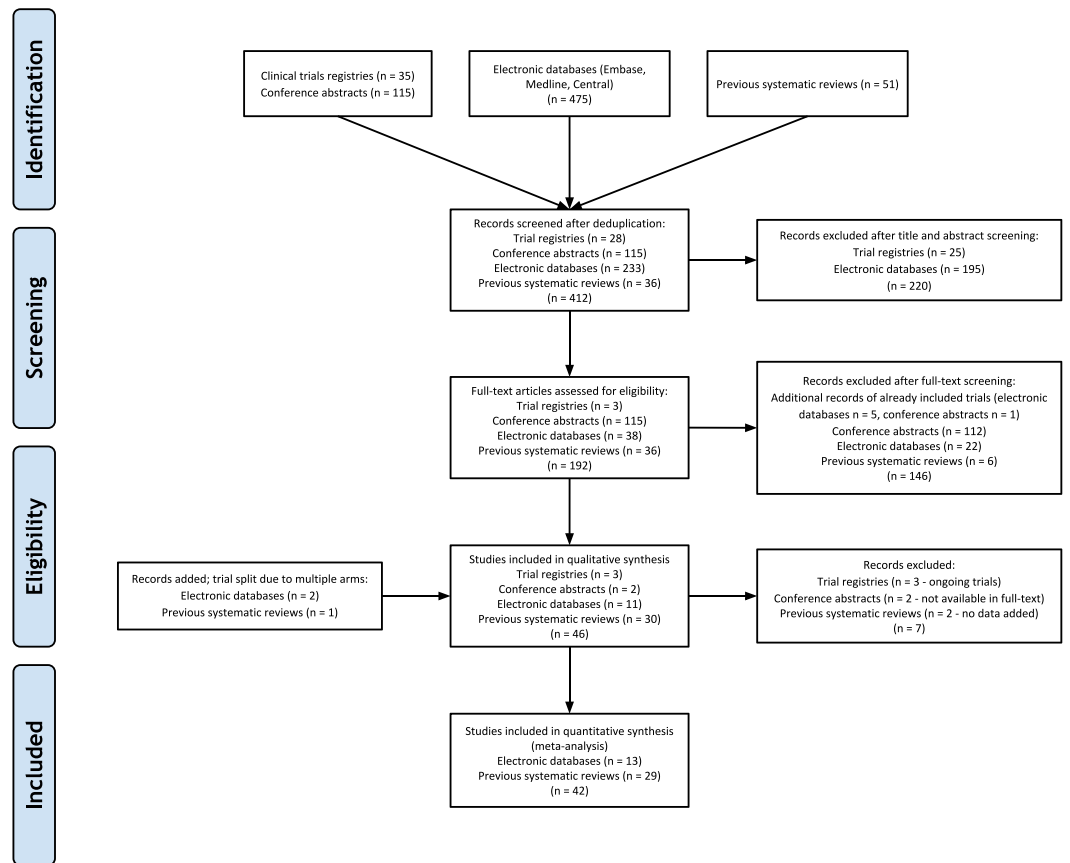 Identification
Clinical trials registries (n = 35)
Conference abstracts (n = 115)
Electronic databases (Embase,
Medline, Central)
(n = 475)
Previous systematic reviews (n = 51)
Screening
Records screened after deduplication:
Trial registries (n = 28)
Conference abstracts (n = 115)
Electronic databases (n = 233)
Previous systematic reviews (n = 36)
(n = 412)
Records excluded after title and abstract screening:
Trial registries (n = 25)
Electronic databases (n = 195)
(n = 220)
Full-text articles assessed for eligibility:
Trial registries (n = 3)
Conference abstracts (n = 115)
Electronic databases (n = 38)
Previous systematic reviews (n = 36)
(n = 192)
Records excluded after full-text screening:
Additional records of already included trials (electronic
databases n = 5, conference abstracts n = 1)
Conference abstracts (n = 112)
Electronic databases (n = 22)
Previous systematic reviews (n = 6)
(n = 146)
Eligibility
Records added; trial split due to multiple arms:
Electronic databases (n = 2)
Previous systematic reviews (n = 1)
Studies included in qualitative synthesis
Trial registries (n = 3)
Conference abstracts (n = 2)
Electronic databases (n = 11)
Previous systematic reviews (n = 30)
(n = 46)
Records excluded:
Trial registries (n = 3 - ongoing trials)
Conference abstracts (n = 2 - not available in full-text)
Previous systematic reviews (n = 2 - no data added)
(n = 7)
Included
Studies included in quantitative synthesis
(meta-analysis)
Electronic databases (n = 13)
Previous systematic reviews (n = 29)
(n = 42)